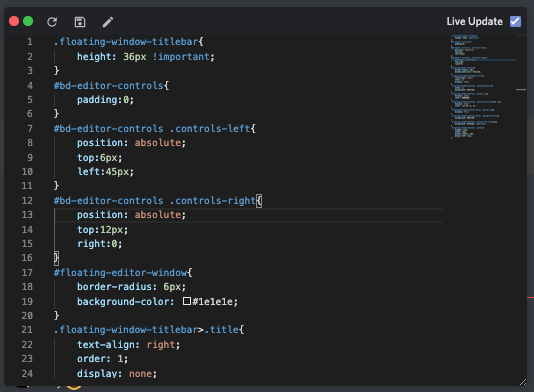 Live Update
1 .floating-window-titlebar{
2 height: 36px !important;
3 }
4 #bd-editor-controls{
5 padding:0;
6 }
7 #bd-editor-controls .controls-left{
8 position: absolute;
9 top:6px;
10 left:45px;
11 }
12 #bd-editor-controls .controls-right{
13 position: absolute;
14 top:12px;
15 right:0;
16 }
17 #floating-editor-window{
18 border-radius: 6px;
19 background-color: #1e1e1e;
20 }
21 .floating-window-titlebar>.title{
22 text-align: right;
23 order: 1;
24 display: none;